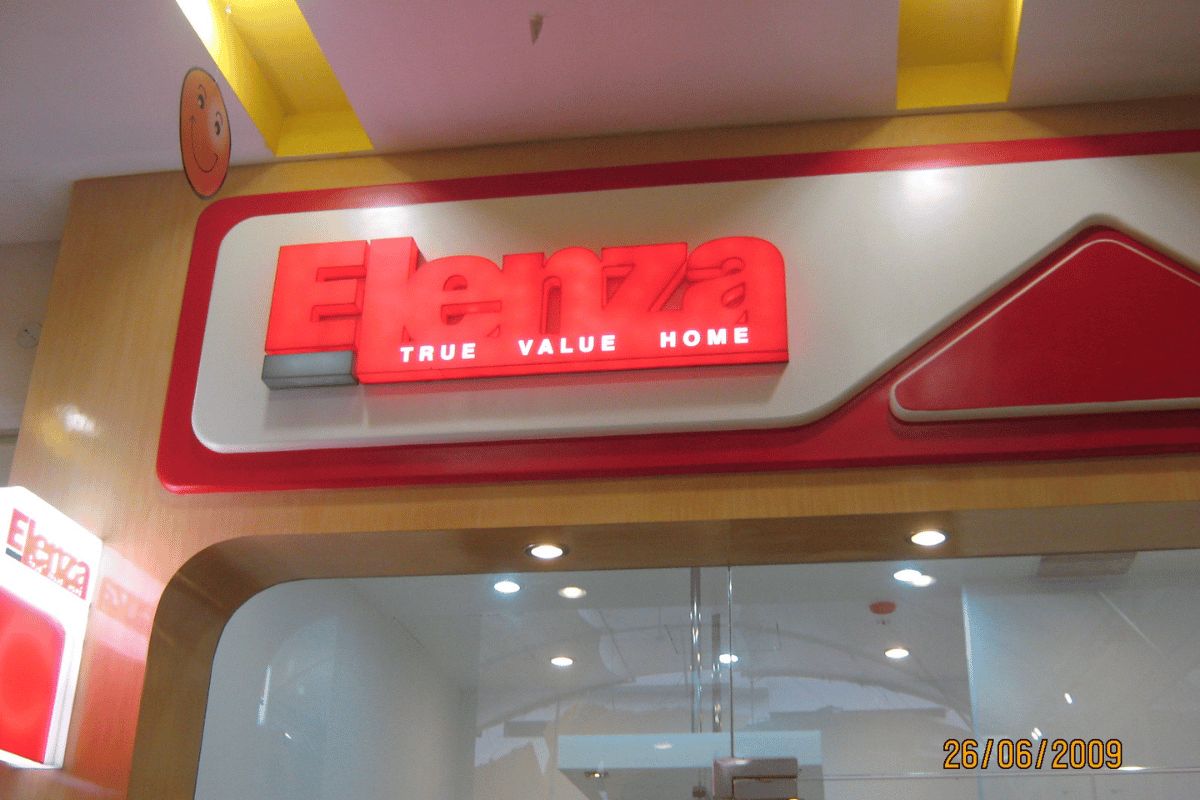 Elenza
TRUE VALUE HOME
Elenza
26/06/2009